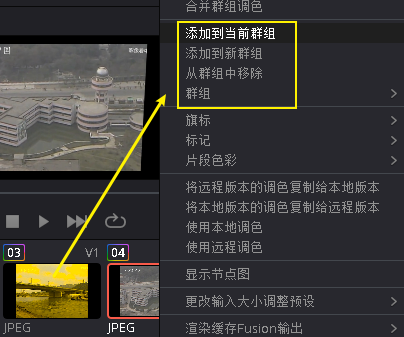 合并群组调色
添加到当前群组
添加到新群组
从群组中移除
群组
旗标
标记
片段色彩
将远程版本的调色复制给本地版本
将本地版本的调色复制给远程版本
使用本地调色
使用远程调色
显示节点图
更改输入大小调整预设
渲染缓存Fusion输出
03
V1
04
JPEG
JPEG